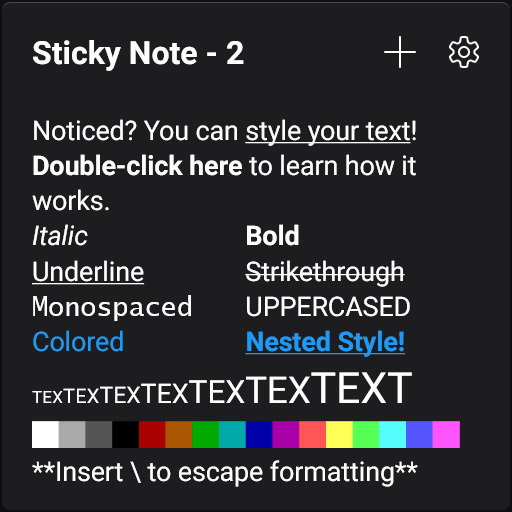 Sticky Note - 2
Noticed? You can style your text!
Double-click here to learn how it
works.
Italic Bold
Underline Strikethrough
Monospaced UPPERCASED
Colored Nested Style!
TEXTEXTEXTEXTEXTEXTEXT
**Insert \ to escape formatting**